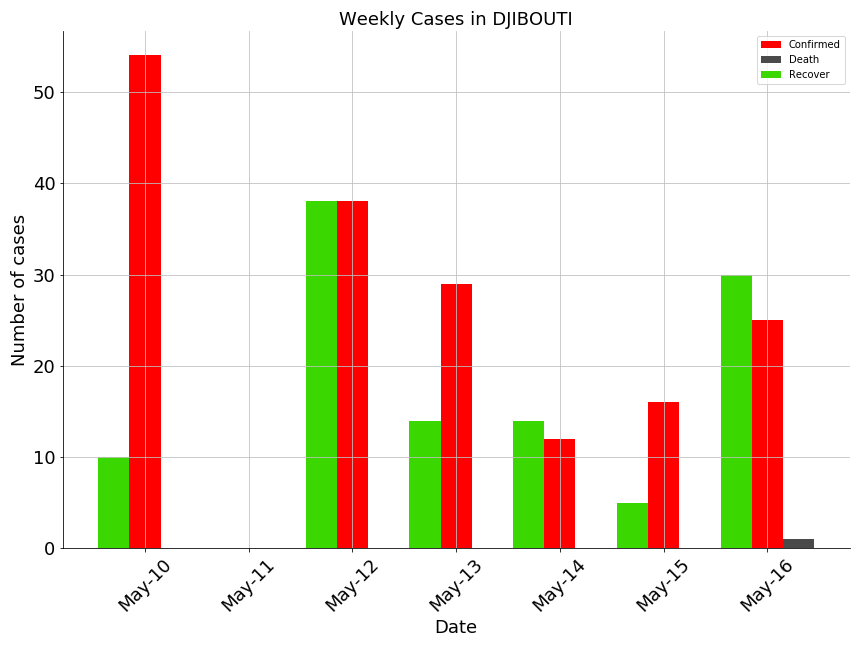 Weekly Cases in DJIBOUTI
Confirmed
Death
Recover
Number of cases
50
40
30
20
10
0
May-10
May-11
May-12
May-13
May-14
May-15
May-16
Date